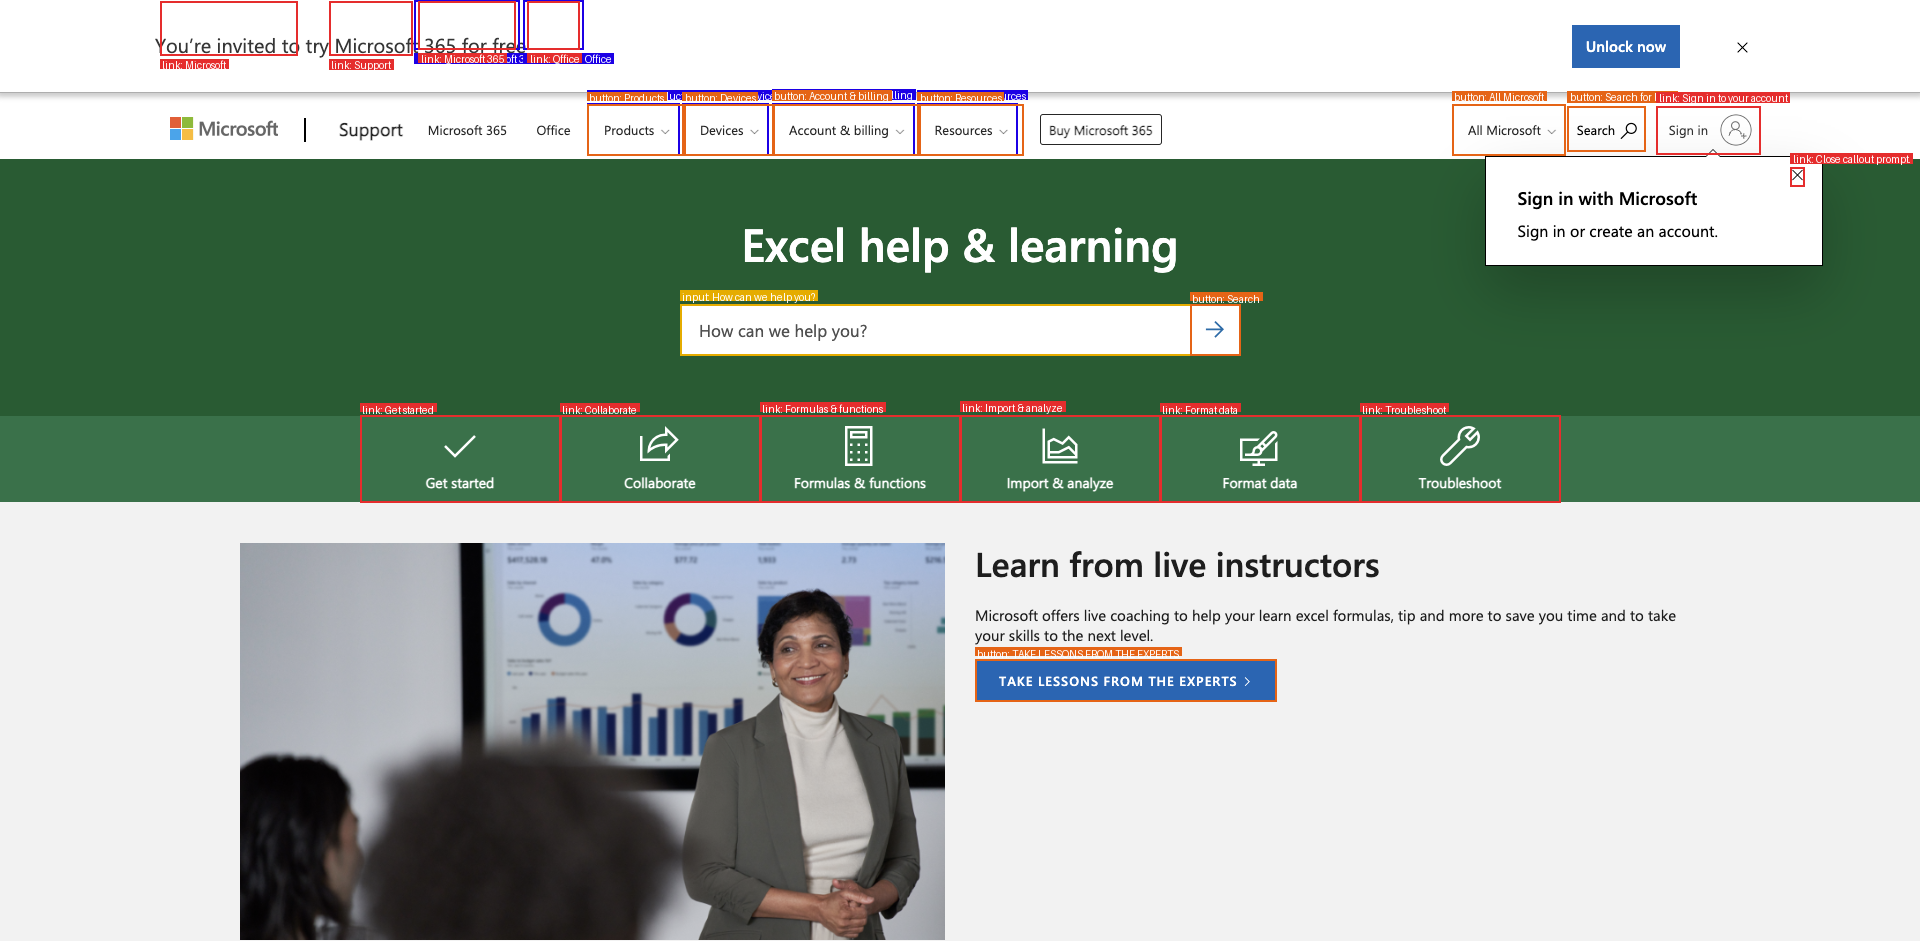 You're invited to try Microsoft 365 for free
Unlock now
link: Microsoft
link: Support
link: Microsoft 365
link: Office
Office
button: Products
button: Devices
button: Account & billing
button: Resources
button: All Microsoft
button: Search for
link: Sign in to your account
Microsoft
Support
Microsoft 365
Office
Products
Devices
Account & billing
Resources
Buy Microsoft 365
All Microsoft
Search
Sign in
link: Close callout prompt.
Sign in with Microsoft
Sign in or create an account.
Excel help & learning
input: How can we help you?
button: Search
How can we help you?
link: Get started
link: Collaborate
link: Formulas & functions
link: Import & analyze
link: Format data
link: Troubleshoot
Get started
Collaborate
Formulas & functions
Import & analyze
Format data
Troubleshoot
Learn from live instructors
Microsoft offers live coaching to help your learn excel formulas, tip and more to save you time and to take
your skills to the next level.
button: TAKE LESSONS FROM THE EXPERTS
TAKE LESSONS FROM THE EXPERTS